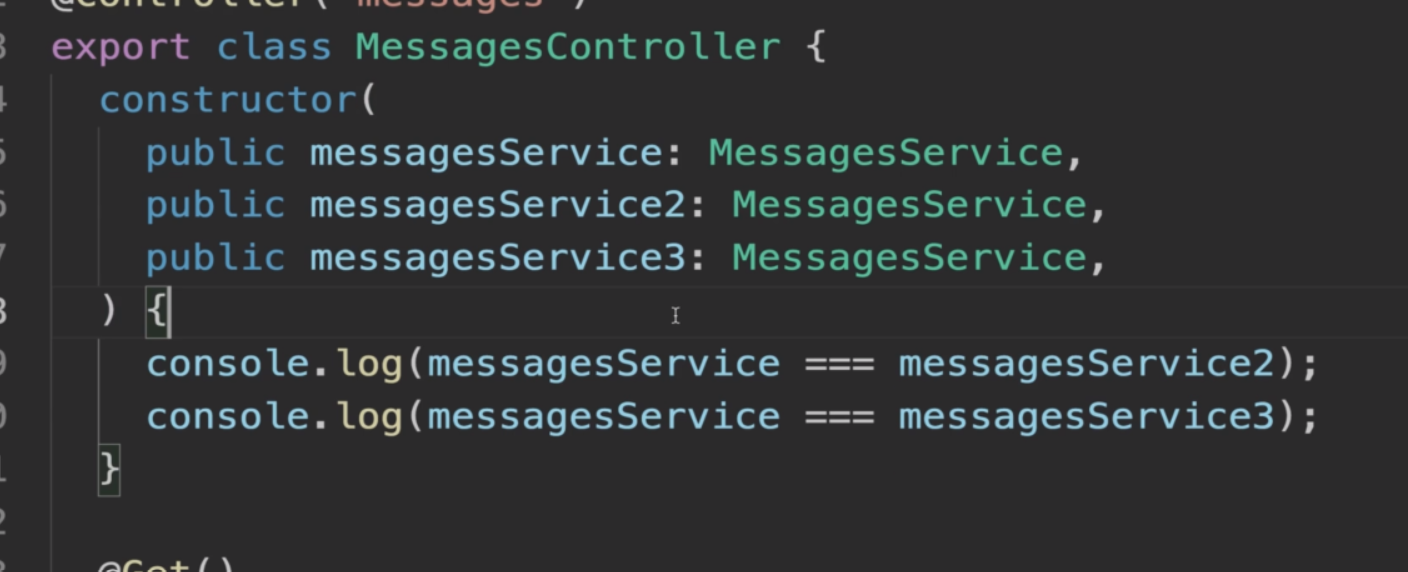 @Controller('messages')
export class MessagesController {
constructor(
public messagesService: MessagesService,
public messagesService2: MessagesService,
public messagesService3: MessagesService,
) {
console.log(messagesService === messagesService2);
console.log(messagesService === messagesService3);
}
@Get()